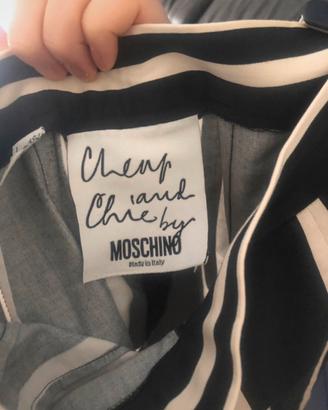 Cheap
and
Chic by
MOSCHINO
Made in Italy